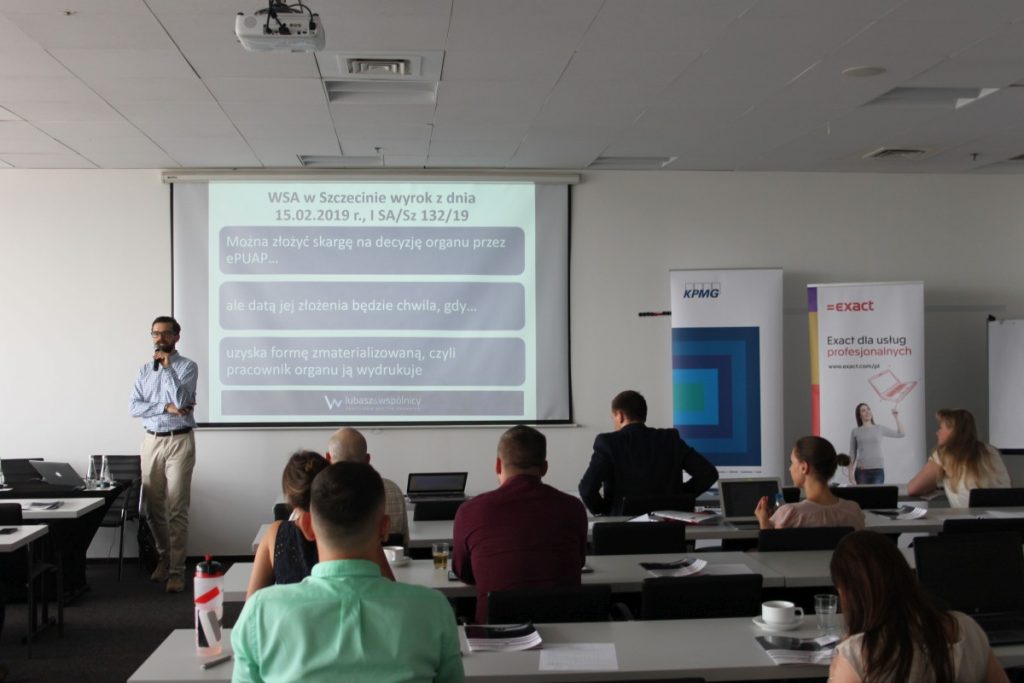 WSA w Szczecinie wyrok z dnia
15.02.2019 r., I SA/Sz 132/19
Można złożyć skargę na decyzję organu przez
ePUAP...
ale datą jej złożenia będzie chwila, gdy...
uzyska formę zmaterializowaną, czyli
pracownik organu ją wydrukuje
lubasz&wspólnicy
KPMG
=exact
Exact dla usług
profesjonalnych
www.exact.com/pl